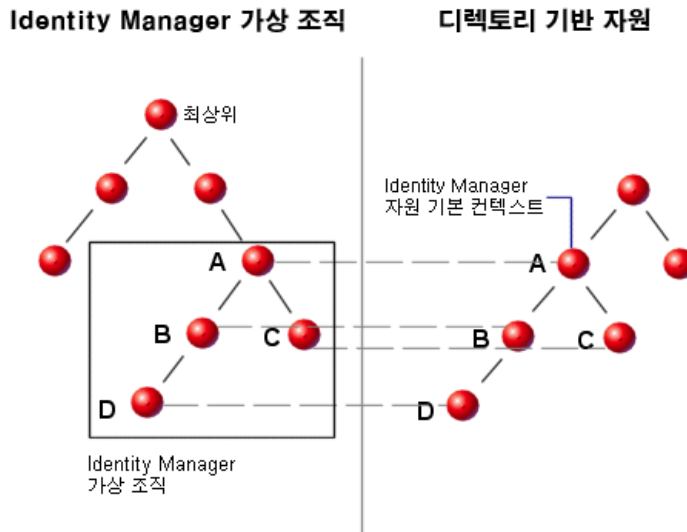 Identity Manager 가상 조직
디렉토리 기반 자원
최상위
Identity Manager
자원 기본 컨텍스트
A
A
B
C
B
C
D
D
Identity Manager
가상 조직